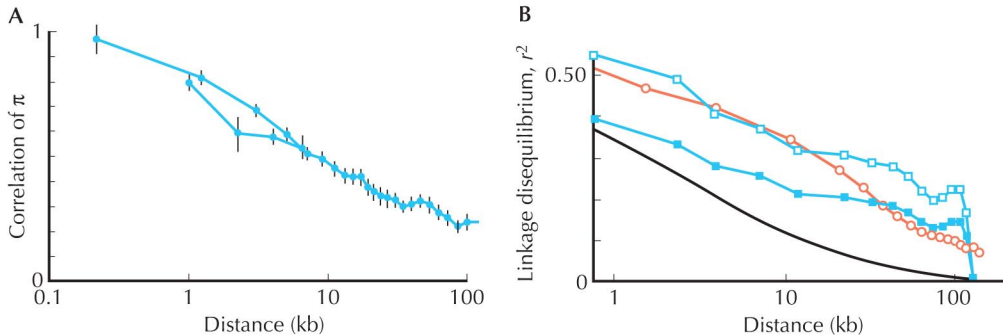 A
1
Correlation of π
0
0.1
1
10
100
Distance (kb)
B
0.50
Linkage disequilibrium, r²
0
1
10
100
Distance (kb)